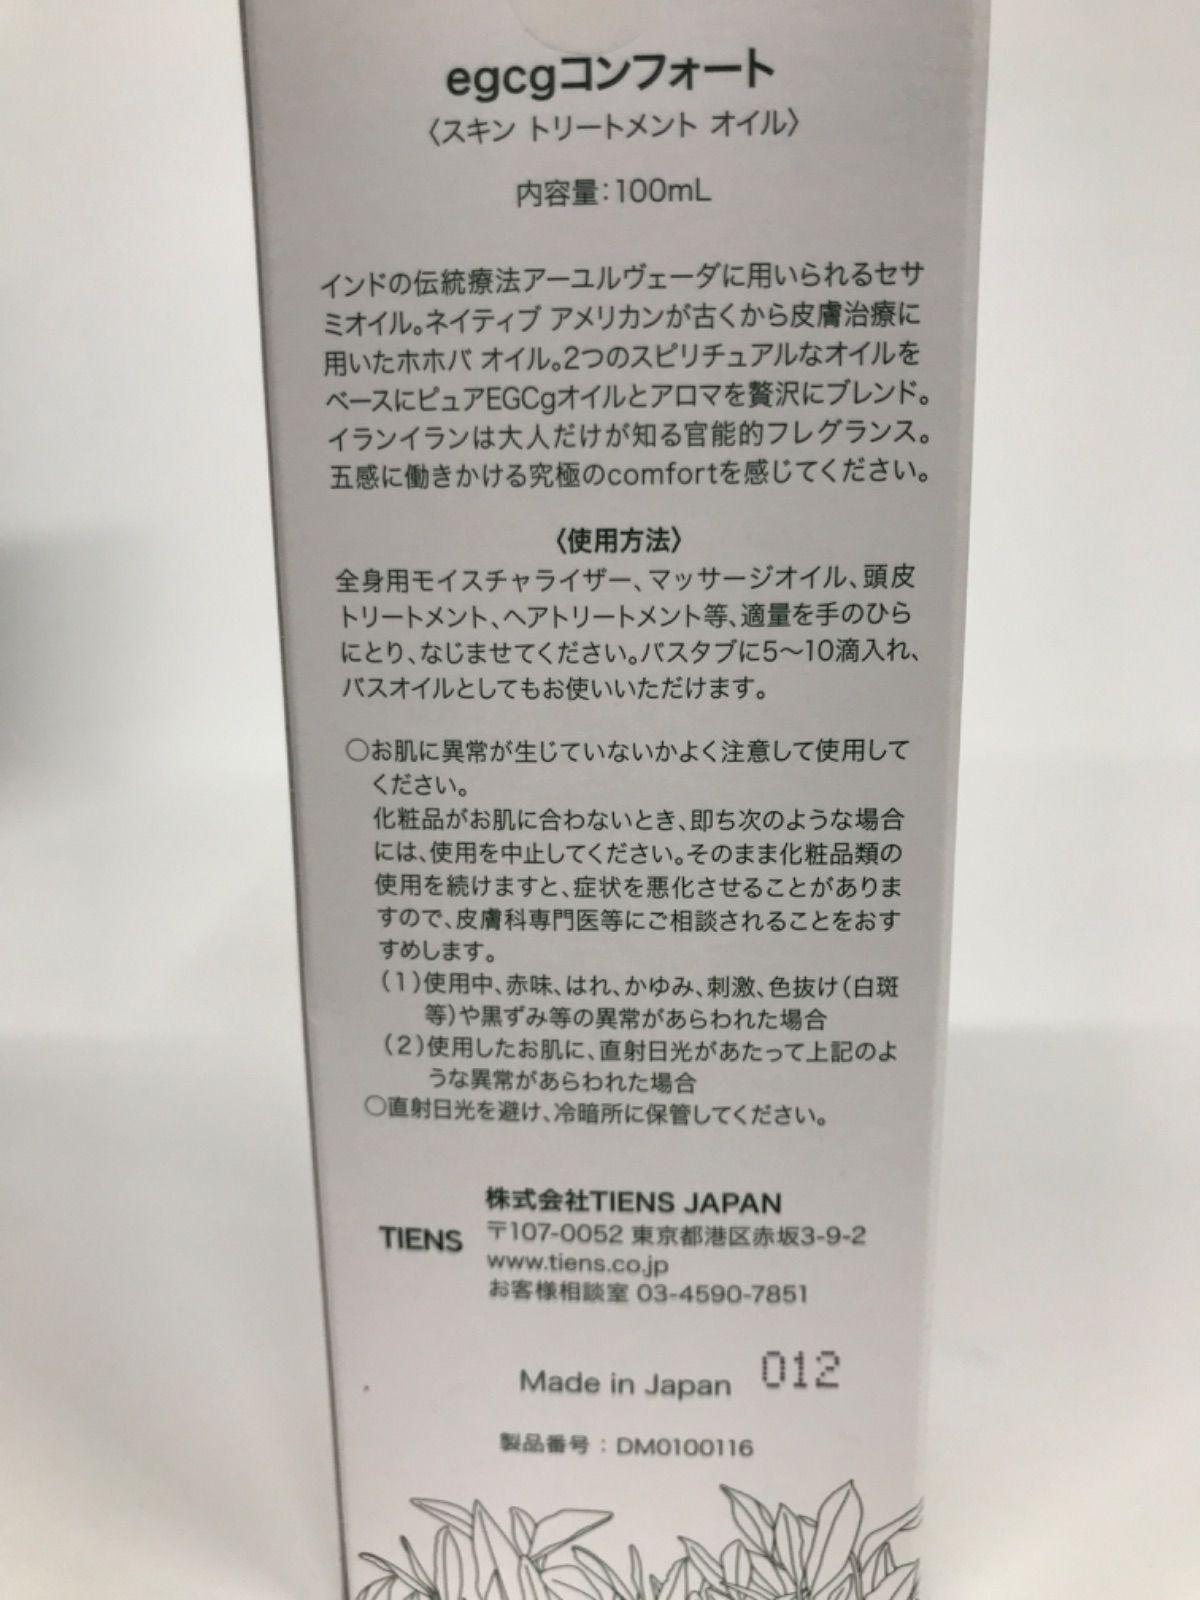 egcgコンフォート
〈スキン トリートメント オイル〉
内容量：100mL
インドの伝統療法アーユルヴェーダに用いられるセサ
ミオイル。ネイティブ アメリカンが古くから皮膚治療に
用いたホホバ オイル。2つのスピリチュアルなオイルを
ベースにピュアEGCgオイルとアロマを贅沢にブレンド。
イランイランは大人だけが知る官能的フレグランス。
五感に働きかける究極のcomfortを感じてください。
〈使用方法〉
全身用モイスチャライザー、マッサージオイル、頭皮
トリートメント、ヘアトリートメント等、適量を手のひら
にとり、なじませてください。バスタブに5〜10滴入れ、
バスオイルとしてもお使いいただけます。
○お肌に異常が生じていないかよく注意して使用して
ください。
化粧品がお肌に合わないとき、即ち次のような場合
には、使用を中止してください。そのまま化粧品類の
使用を続けますと、症状を悪化させることがありま
すので、皮膚科専門医等にご相談されることをおす
すめします。
（1）使用中、赤味、はれ、かゆみ、刺激、色抜け（白斑
等）や黒ずみ等の異常があらわれた場合
（2）使用したお肌に、直射日光があたって上記のよ
うな異常があらわれた場合
○直射日光を避け、冷暗所に保管してください。
株式会社TIENS JAPAN
TIENS
〒107-0052 東京都港区赤坂3-9-2
www.tiens.co.jp
お客様相談室 03-4590-7851
Made in Japan 012
製品番号：DM0100116